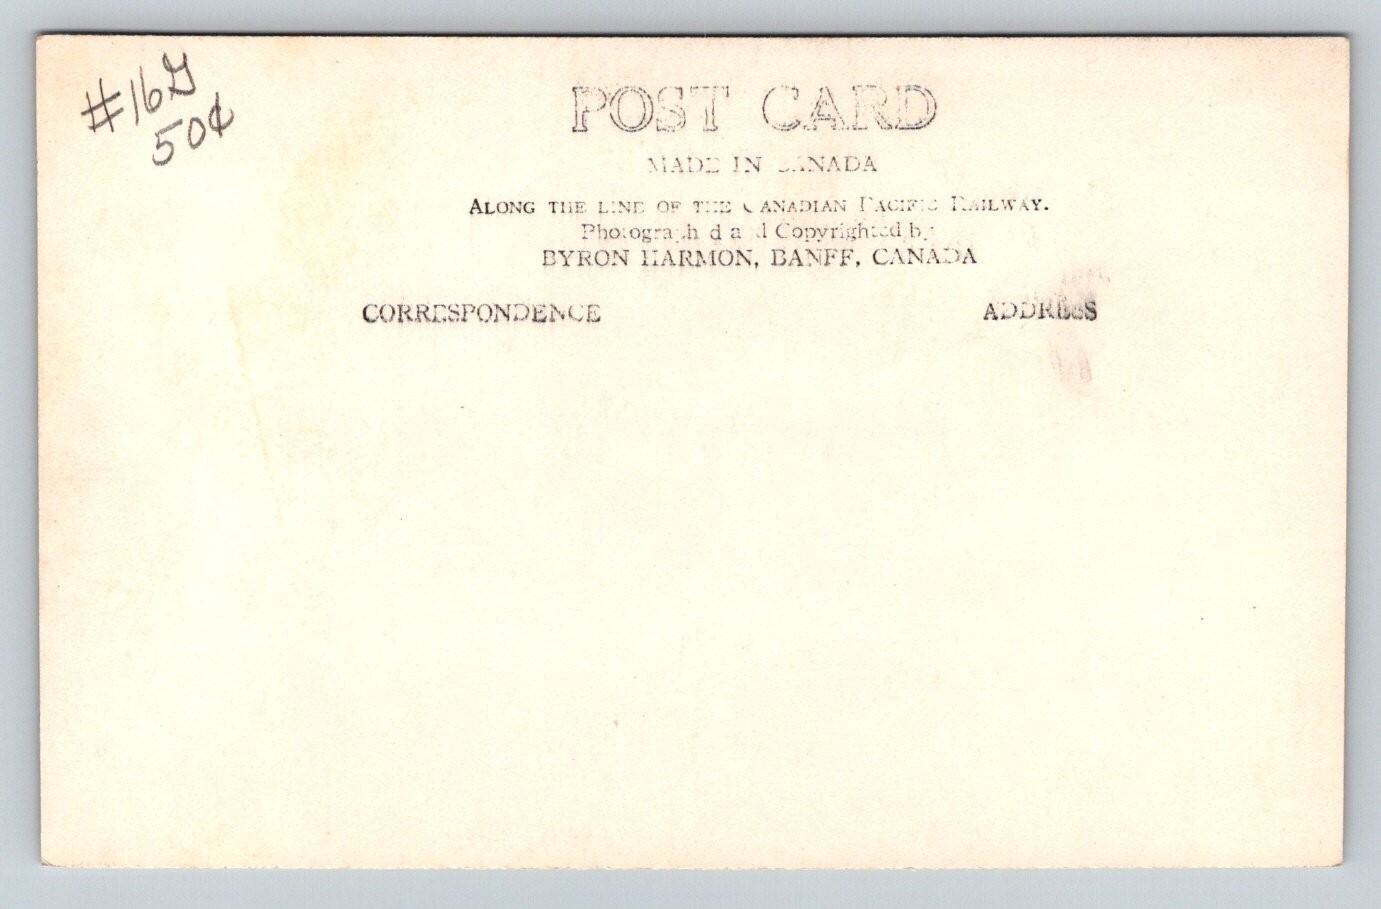 #16G
50¢
POST CARD
MADE IN CANADA
ALONG THE LINE OF THE CANADIAN PACIFIC RAILWAY.
Photographed and Copyrighted by
BYRON HARMON, BANFF, CANADA
CORRESPONDENCE ADDRESS